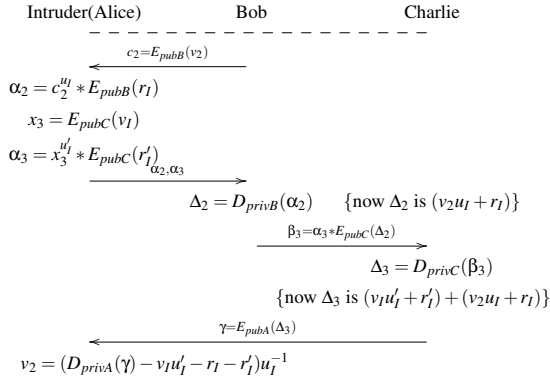 Intruder(Alice) Bob Charlie
c₂=E_pubB(v₂)
α₂ = c₂^{u_I} * E_pubB(r_I)
x₃ = E_pubC(v_I)
α₃ = x₃^{u′_I} * E_pubC(r′_I)
α₂,α₃
Δ₂ = D_privB(α₂) {now Δ₂ is (v₂u_I + r_I)}
β₃=α₃*E_pubC(Δ₂)
Δ₃ = D_privC(β₃)
{now Δ₃ is (v_Iu′_I + r′_I) + (v₂u_I + r_I)}
γ=E_pubA(Δ₃)
v₂ = (D_privA(γ) − v_Iu′_I − r_I − r′_I)u_I^{−1}